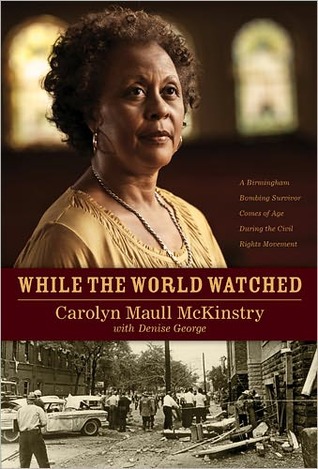 A Birmingham
Bombing Survivor
Comes of Age
During the Civil
Rights Movement
WHILE THE WORLD WATCHED
Carolyn Maull McKinstry
with Denise George